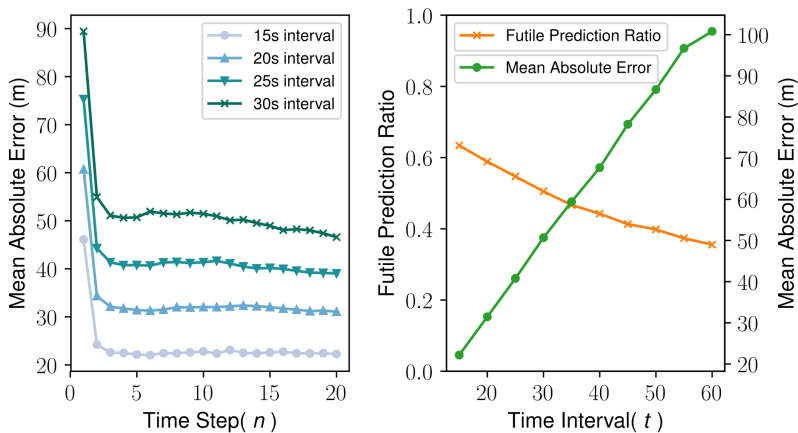 15s interval
20s interval
25s interval
30s interval
Mean Absolute Error (m)
90
80
70
60
50
40
30
20
0 5 10 15 20
Time Step( n )
Futile Prediction Ratio
Mean Absolute Error
Futile Prediction Ratio
1.0
0.8
0.6
0.4
0.2
0.0
20 30 40 50 60
Time Interval( t )
100
90
80
70
60
50
40
30
20
Mean Absolute Error (m)